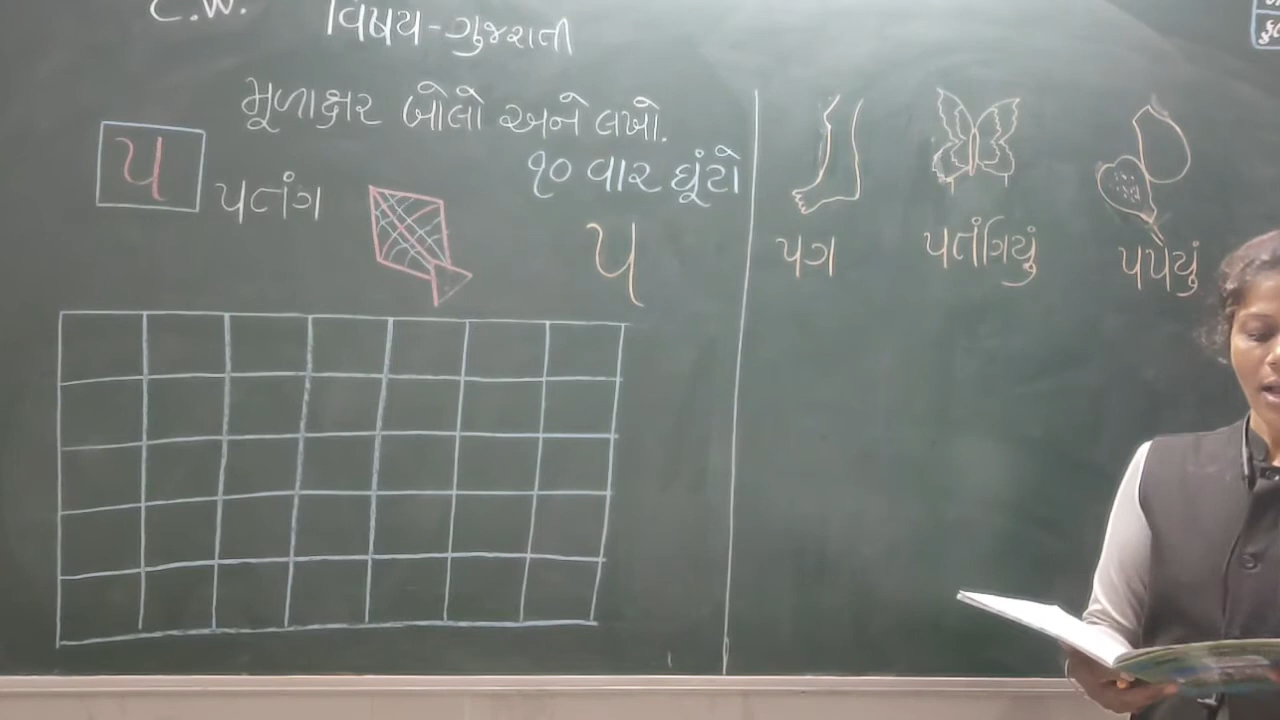 C.W.
વિષય-ગુજરાતી
મૂળાક્ષર બોલો અને લખો.
પ પતંગ
૧૦ વાર ઘૂંટો
પ
પગ
પતંગિયું
પપૈયું